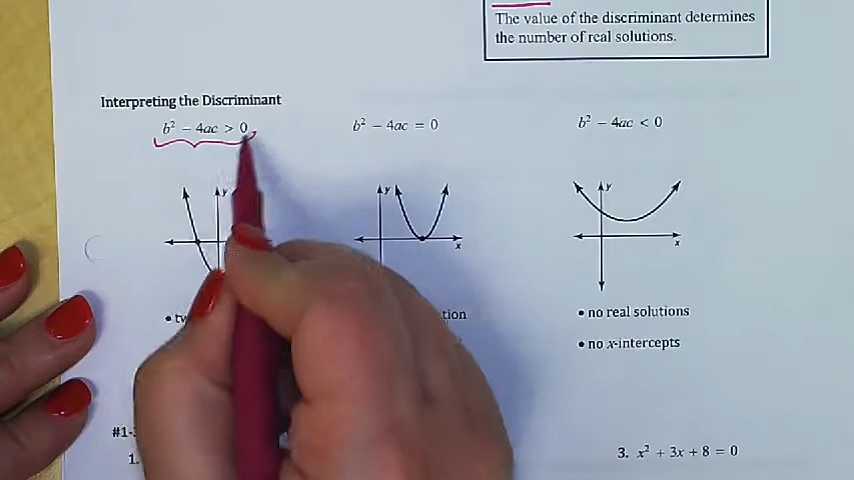 The value of the discriminant determines
the number of real solutions.
Interpreting the Discriminant
b² − 4ac > 0
b² − 4ac = 0
b² − 4ac < 0
y
y
y
x
x
• no real solutions
• no x-intercepts
#1-
1.
3. x² + 3x + 8 = 0